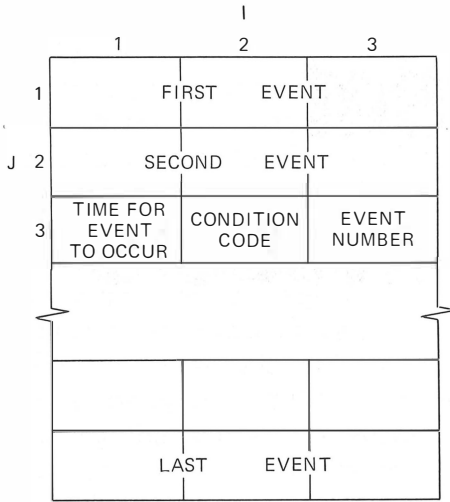 I
1 2 3
1 FIRST EVENT
J 2 SECOND EVENT
3 TIME FOR EVENT TO OCCUR CONDITION CODE EVENT NUMBER
LAST EVENT